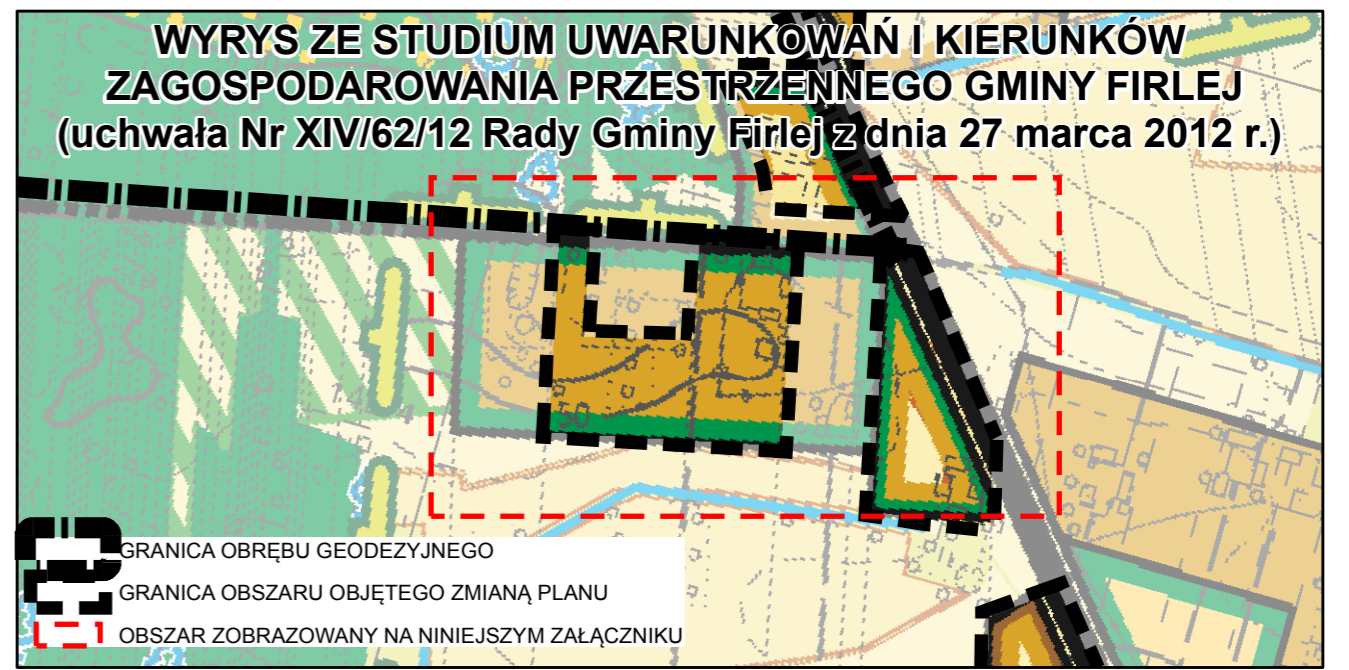 WYRYS ZE STUDIUM UWARUNKOWAŃ I KIERUNKÓW
ZAGOSPODAROWANIA PRZESTRZENNEGO GMINY FIRLEJ
(uchwała Nr XIV/62/12 Rady Gminy Firlej z dnia 27 marca 2012 r.)
50
GRANICA OBRĘBU GEODEZYJNEGO
GRANICA OBSZARU OBJĘTEGO ZMIANĄ PLANU
OBSZAR ZOBRAZOWANY NA NINIEJSZYM ZAŁĄCZNIKU